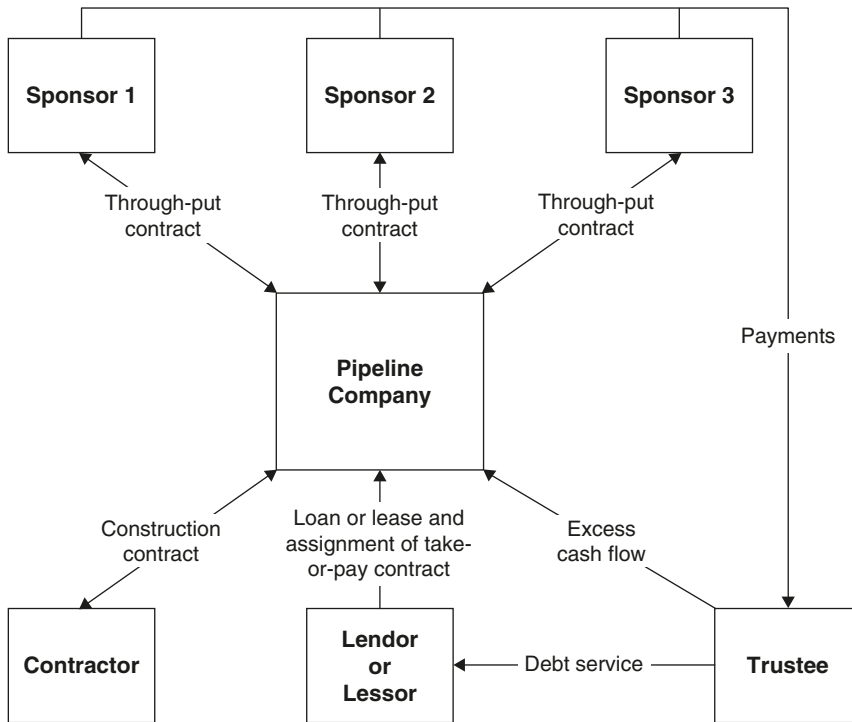 Sponsor 1
Sponsor 2
Sponsor 3
Through-put
contract
Through-put
contract
Through-put
contract
Payments
Pipeline
Company
Construction
contract
Loan or lease and
assignment of take-
or-pay contract
Excess
cash flow
Contractor
Lendor
or
Lessor
Debt service
Trustee